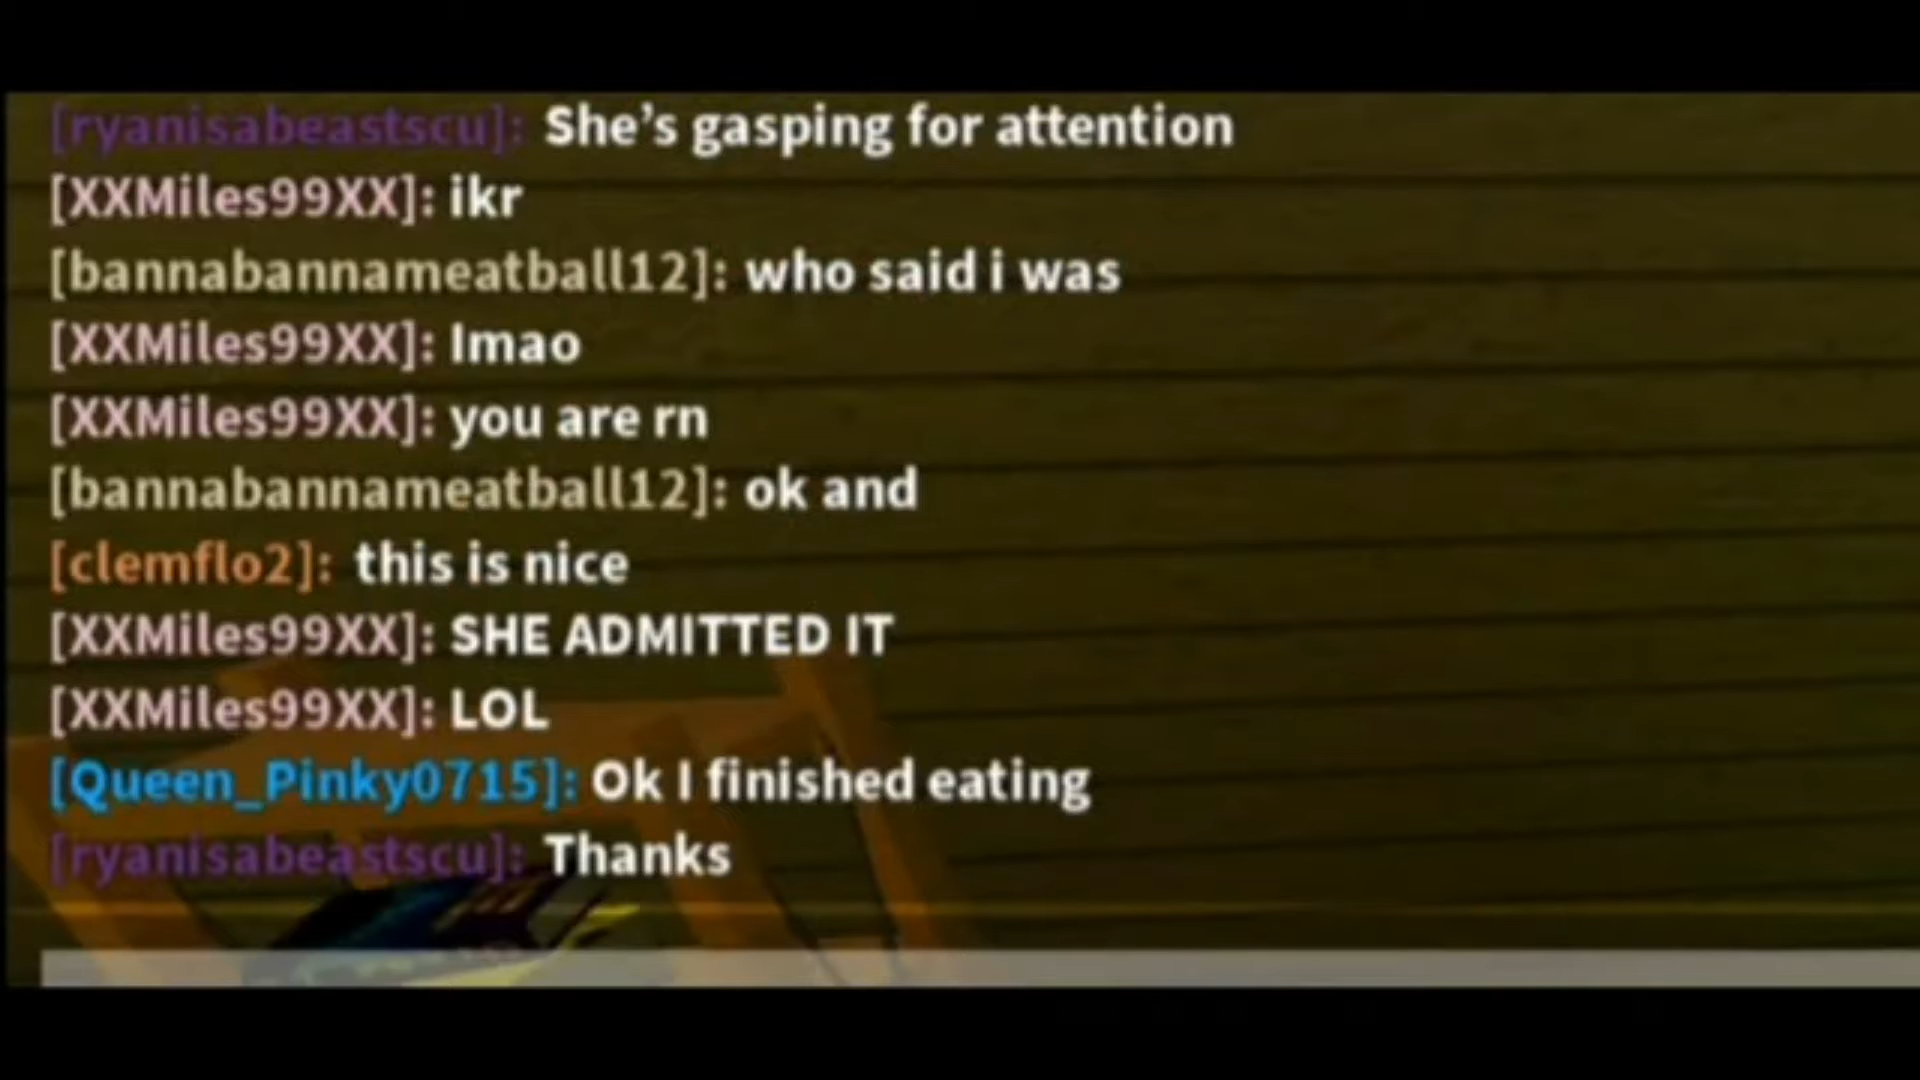 [ryanisabeastscu]: She's gasping for attention
[XXMiles99XX]: ikr
[bannabannameatball12]: who said i was
[XXMiles99XX]: lmao
[XXMiles99XX]: you are rn
[bannabannameatball12]: ok and
[clemflo2]: this is nice
[XXMiles99XX]: SHE ADMITTED IT
[XXMiles99XX]: LOL
[Queen_Pinky0715]: Ok I finished eating
[ryanisabeastscu]: Thanks